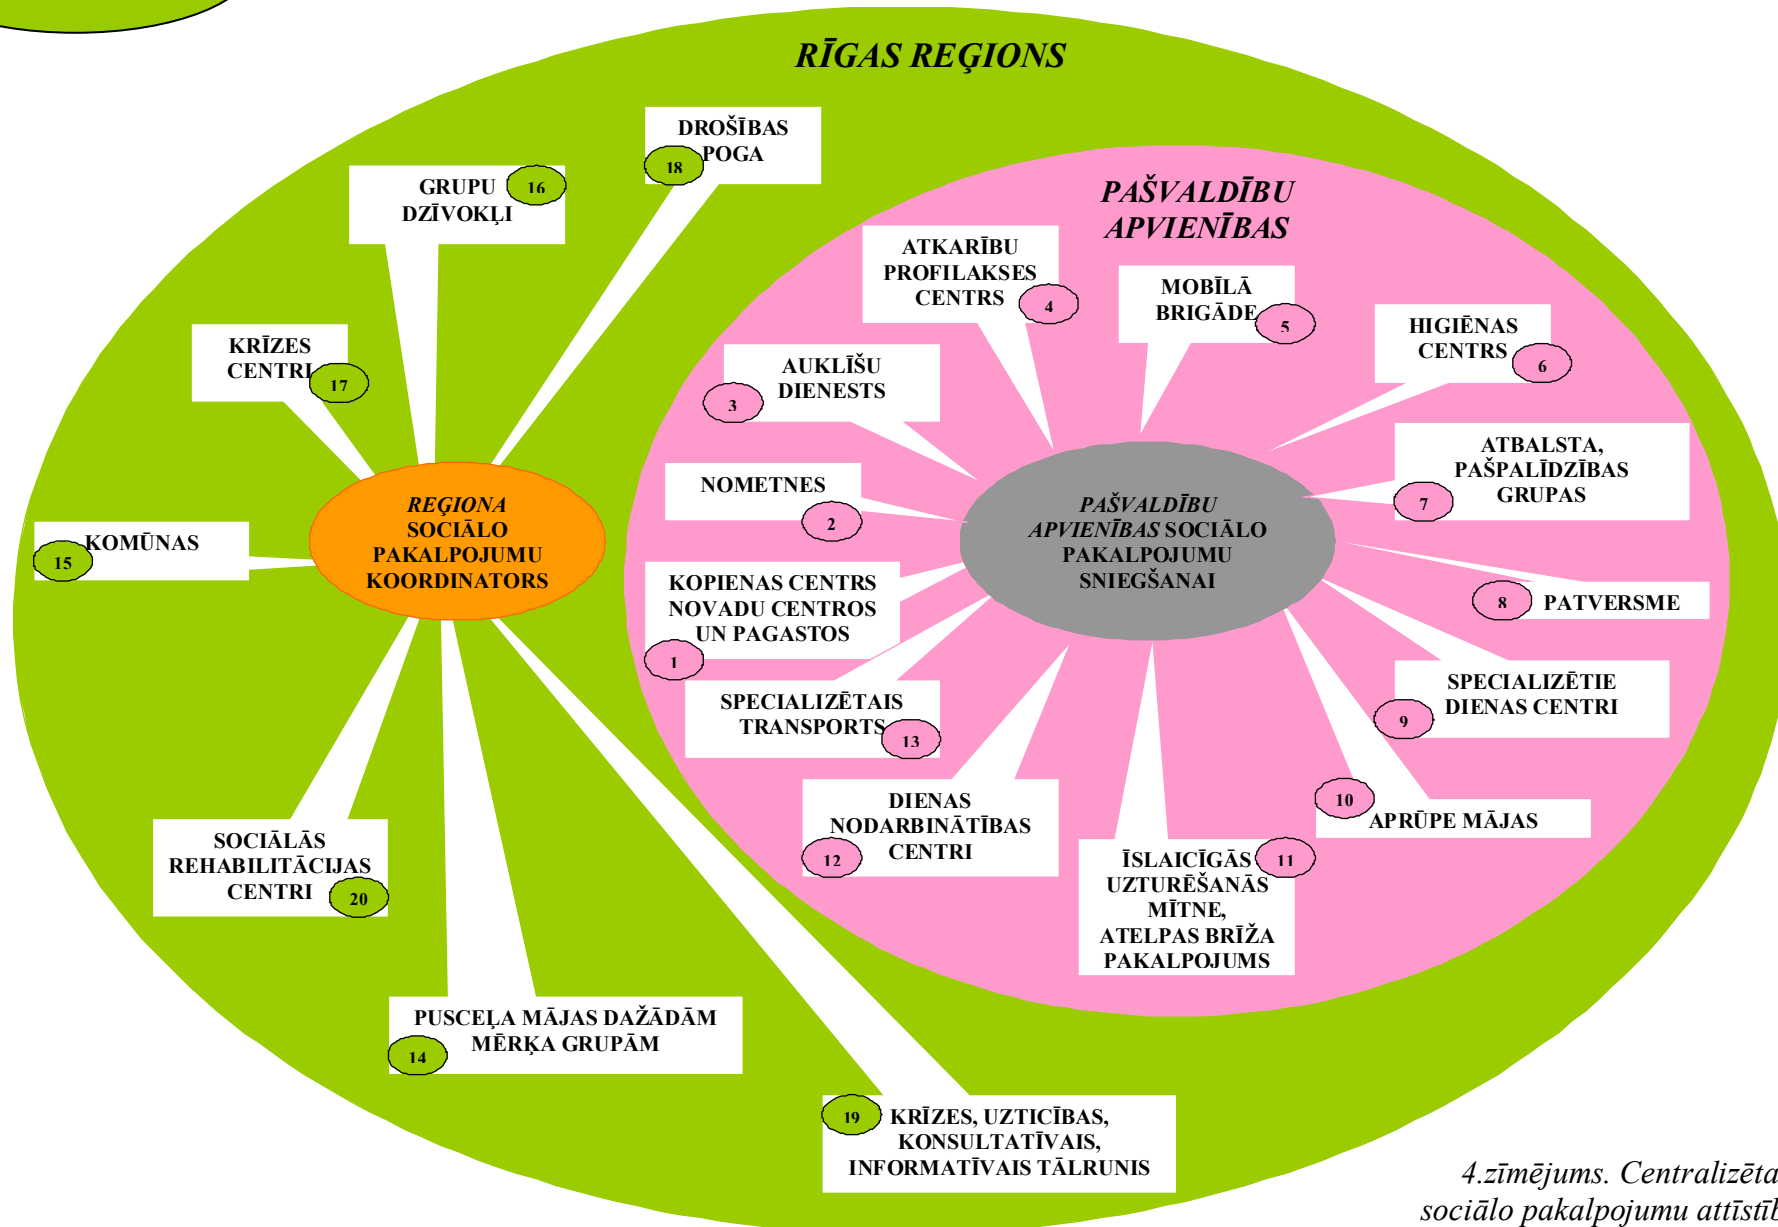 RĪGAS REĢIONS
DROŠĪBAS
POGA
18
GRUPU
DZĪVOKĻI
16
KRĪZES
CENTRI
17
KOMŪNAS
15
REĢIONA
SOCIĀLO
PAKALPOJUMU
KOORDINATORS
SOCIĀLĀS
REHABILITĀCIJAS
CENTRI
20
PUSCEĻA MĀJAS DAŽĀDĀM
MĒRĶA GRUPĀM
14
19
KRĪZES, UZTICĪBAS,
KONSULTATĪVAIS,
INFORMATĪVAIS TĀLRUNIS
PAŠVALDĪBU
APVIENĪBAS
ATKARĪBU
PROFILAKSES
CENTRS
4
MOBĪLĀ
BRIGĀDE
5
HIGIĒNAS
CENTRS
6
AUKLĪŠU
DIENESTS
3
ATBALSTA,
PAŠPALĪDZĪBAS
GRUPAS
7
NOMETNES
2
PAŠVALDĪBU
APVIENĪBAS SOCIĀLO
PAKALPOJUMU
SNIEGŠANAI
KOPIENAS CENTRS
NOVADU CENTROS
UN PAGASTOS
1
8
PATVERSME
SPECIALIZĒTAIS
TRANSPORTS
13
SPECIALIZĒTIE
DIENAS CENTRI
9
DIENAS
NODARBINĀTĪBAS
CENTRI
12
10
APRŪPE MĀJAS
ĪSLAICĪGĀS
UZTURĒŠANĀS
MĪTNE,
ATELPAS BRĪŽA
PAKALPOJUMS
11
4.zīmējums. Centralizēta
sociālo pakalpojumu attīstīb